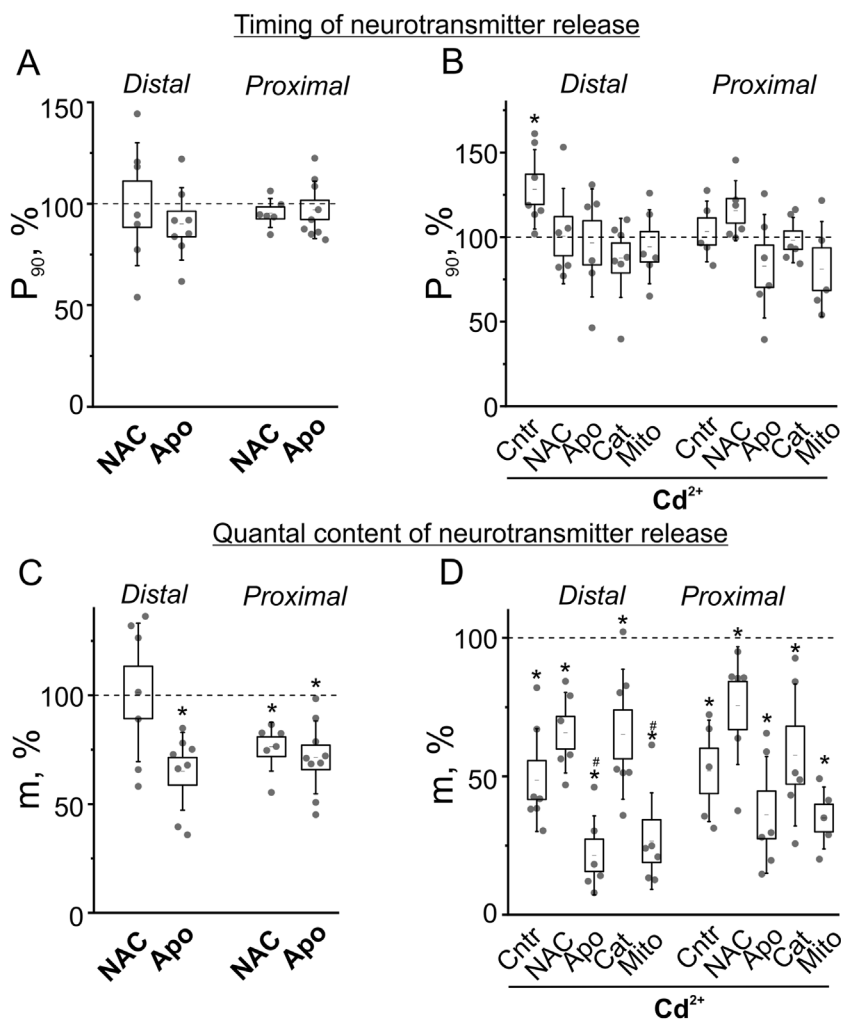 Timing of neurotransmitter release
A
B
Distal
Proximal
Distal
Proximal
P90, %
150
100
50
0
*
P90, %
150
100
50
0
NAC
Apo
NAC
Apo
Cntr
NAC
Apo
Cat
Mito
Cntr
NAC
Apo
Cat
Mito
Cd2+
Quantal content of neurotransmitter release
C
D
Distal
Proximal
Distal
Proximal
m, %
100
50
0
* * *
m, %
100
50
0
* * #* * #* * * * * *
NAC
Apo
NAC
Apo
Cntr
NAC
Apo
Cat
Mito
Cntr
NAC
Apo
Cat
Mito
Cd2+